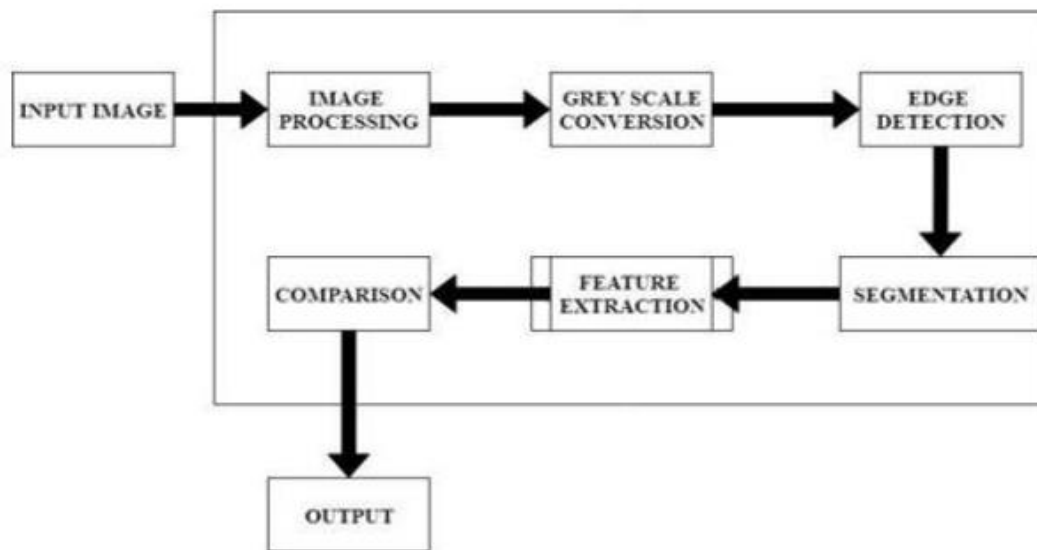 INPUT IMAGE
IMAGE
PROCESSING
GREY SCALE
CONVERSION
EDGE
DETECTION
SEGMENTATION
FEATURE
EXTRACTION
COMPARISON
OUTPUT